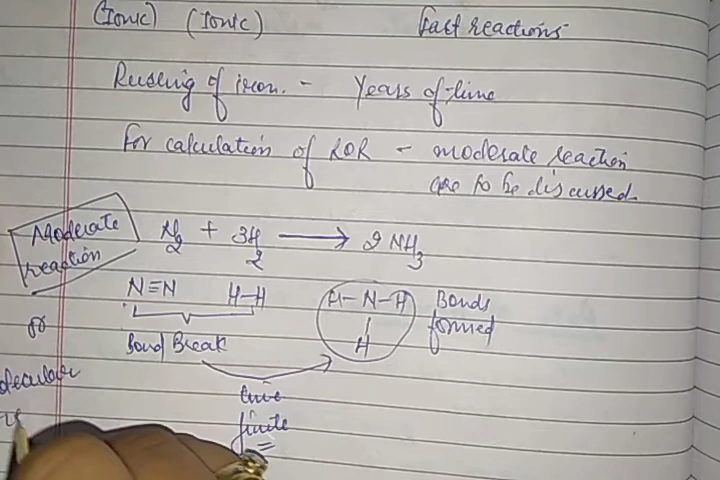 (Ionic) (Ionic) Fast reactions
Rusting of iron. - Years of time
For calculation of ROR - moderate reaction
are to be discussed.
Moderate
reaction
N2 + 3H2 ⟶ 2NH3
N≡N H-H H-N-H Bonds
H formed
or
Bond Break
time
finite